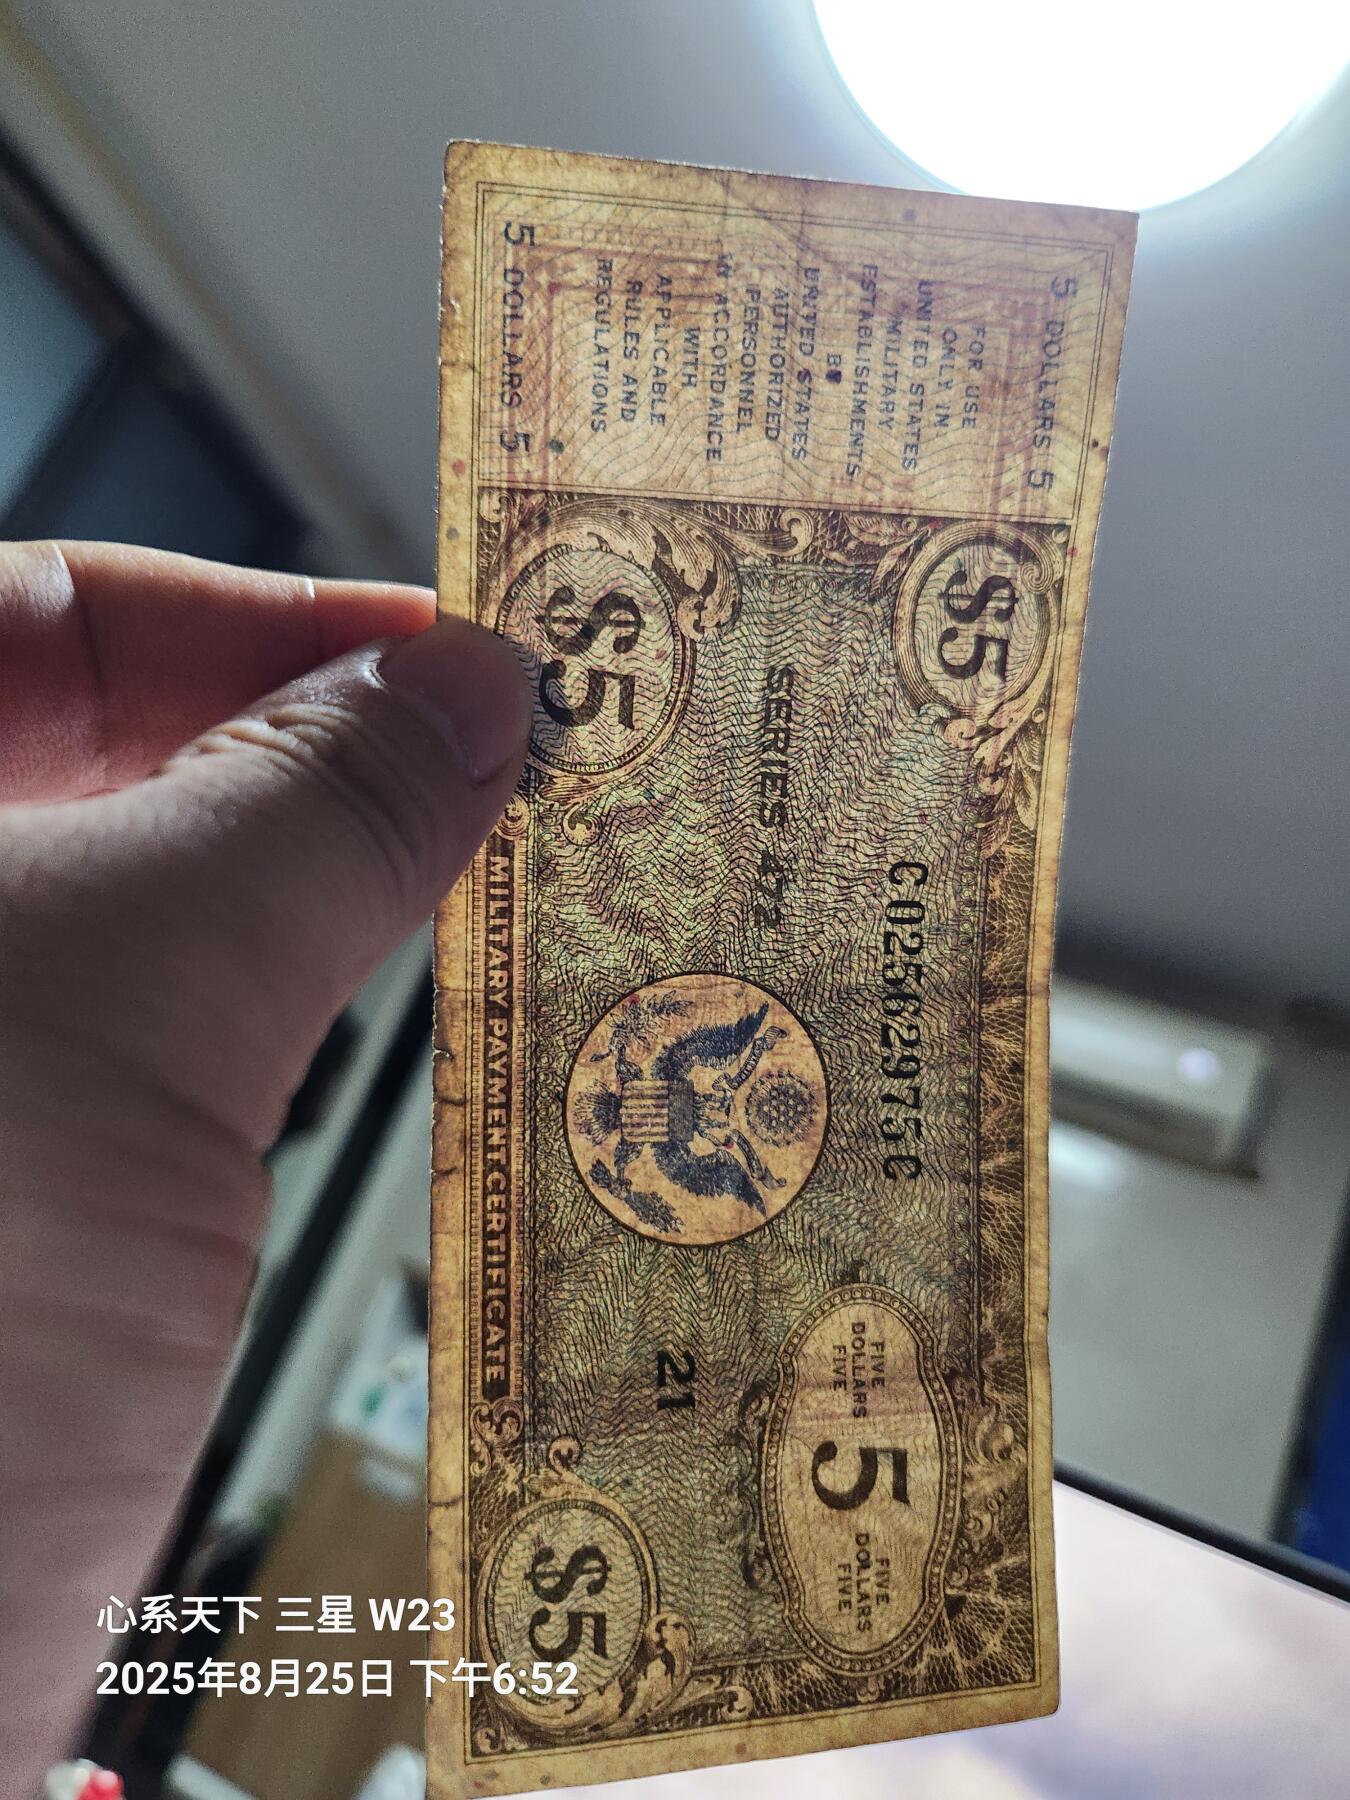 5 DOLLARS 5
FOR USE
ONLY IN
UNITED STATES
MILITARY
ESTABLISHMENTS
BY
UNITED STATES
AUTHORIZED
PERSONNEL
IN ACCORDANCE
WITH
APPLICABLE
RULES AND
REGULATIONS
5 DOLLARS 5
$5
C02562975C
SERIES 472
FIVE
DOLLARS
FIVE
5
FIVE
DOLLARS
FIVE
21
$5
MILITARY PAYMENT CERTIFICATE
$5
心系天下 三星 W23
2025年8月25日 下午6:52